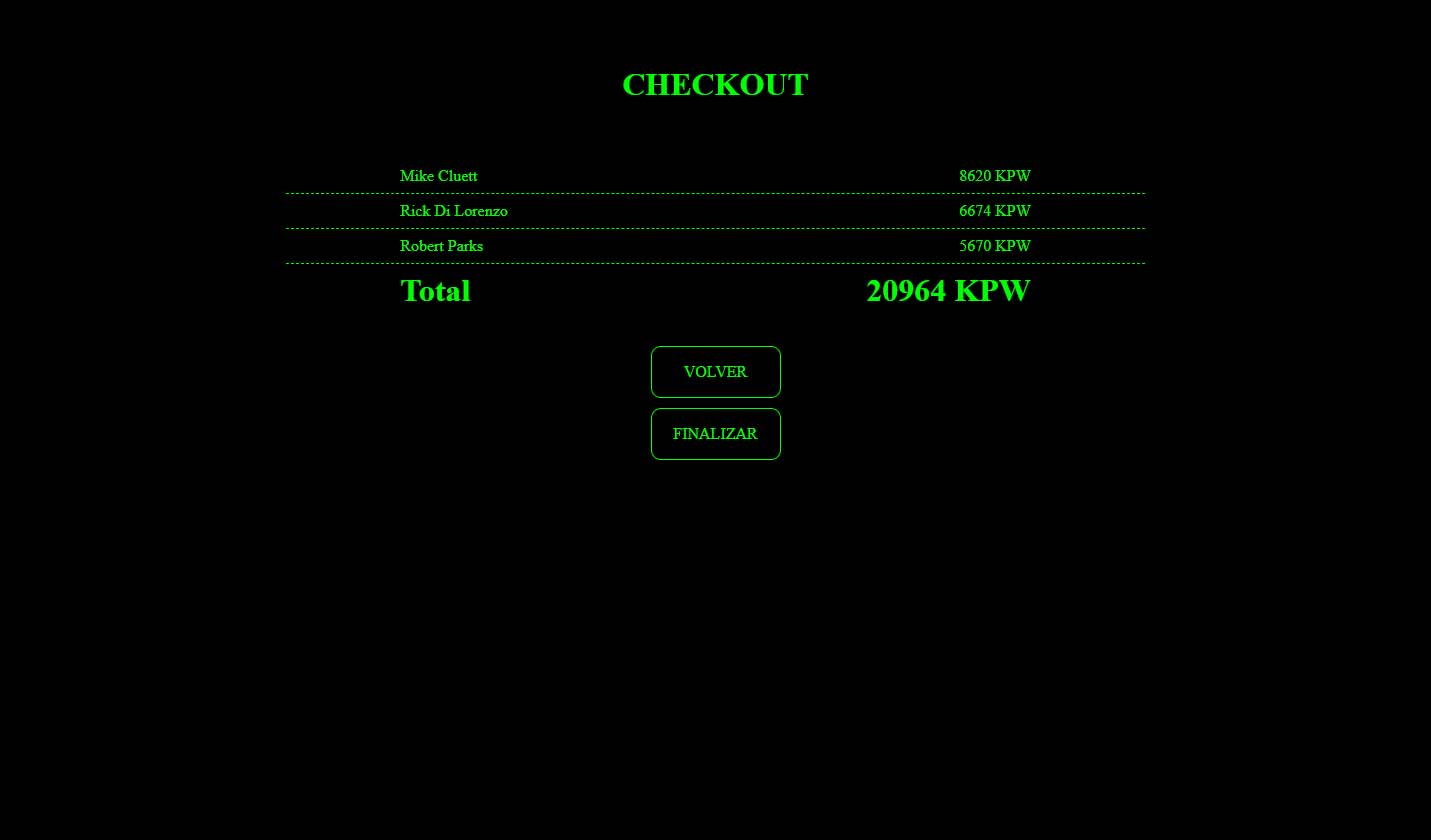 CHECKOUT
Mike Cluett 8620 KPW
Rick Di Lorenzo 6674 KPW
Robert Parks 5670 KPW
Total 20964 KPW
VOLVER
FINALIZAR